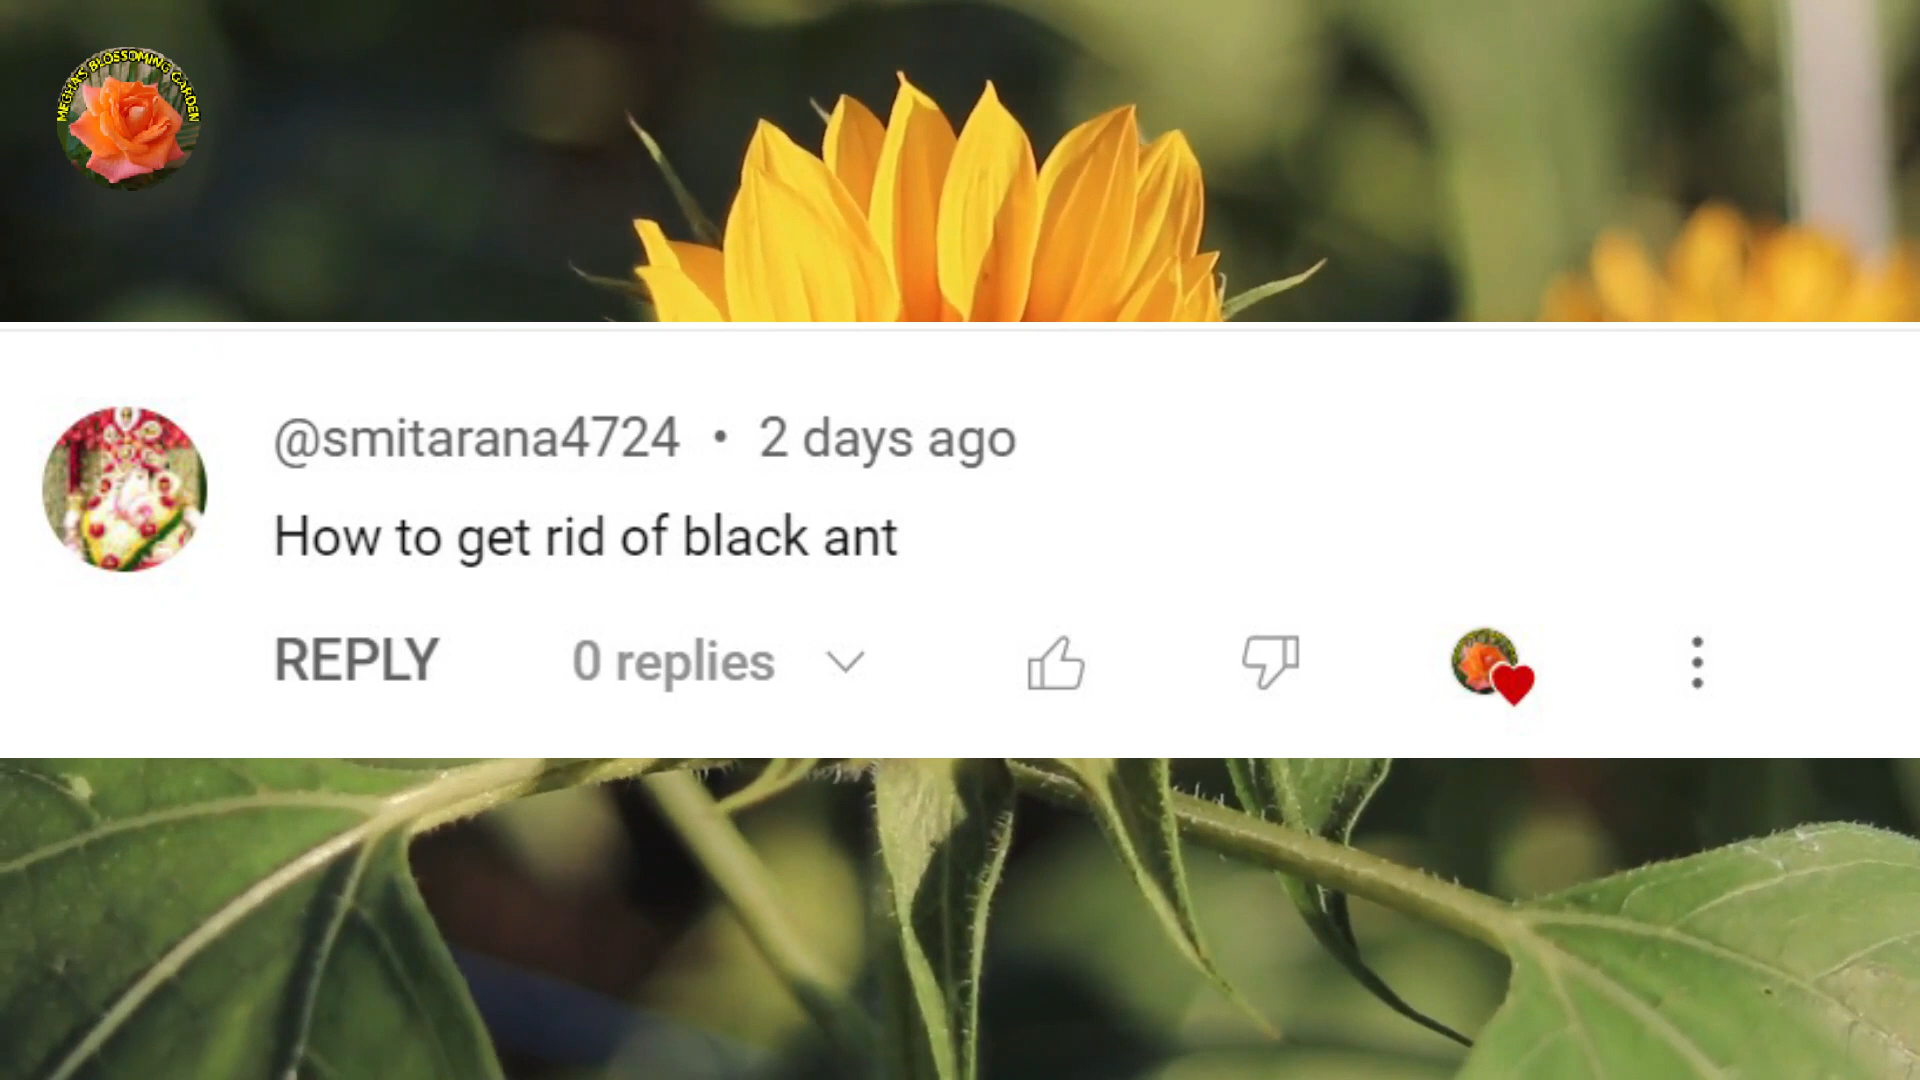 MEGHA'S BLOSSOMING GARDEN
@smitarana4724 • 2 days ago
How to get rid of black ant
REPLY 0 replies